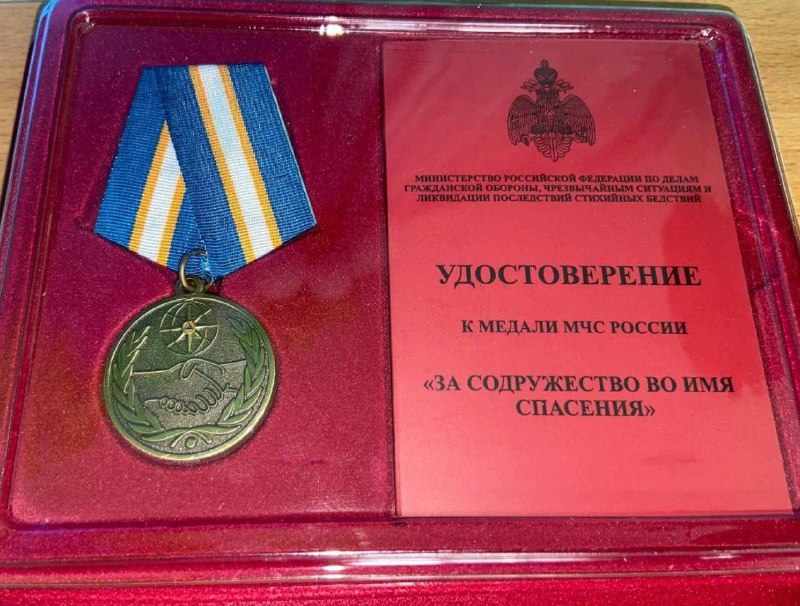 МИНИСТЕРСТВО РОССИЙСКОЙ ФЕДЕРАЦИИ ПО ДЕЛАМ
ГРАЖДАНСКОЙ ОБОРОНЫ, ЧРЕЗВЫЧАЙНЫМ СИТУАЦИЯМ И
ЛИКВИДАЦИИ ПОСЛЕДСТВИЙ СТИХИЙНЫХ БЕДСТВИЙ
УДОСТОВЕРЕНИЕ
К МЕДАЛИ МЧС РОССИИ
«ЗА СОДРУЖЕСТВО ВО ИМЯ
СПАСЕНИЯ»